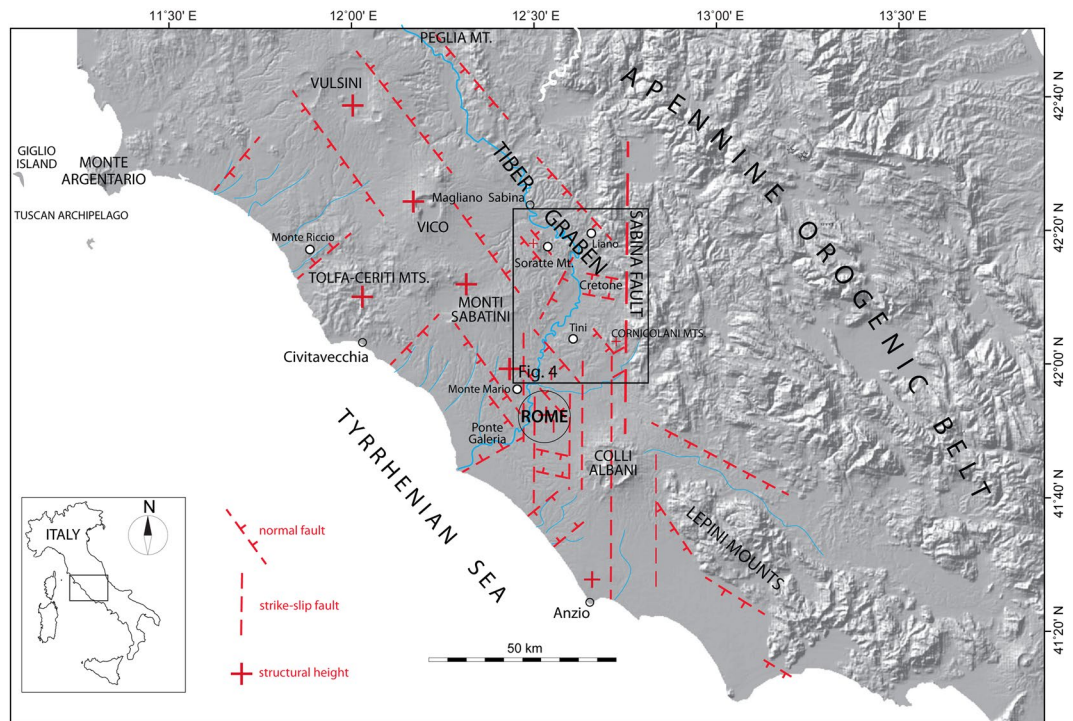 11°30' E
12°00' E
12°30' E
13°00' E
13°30' E
PEGLIA MT.
VULSINI
42°40' N
APENNINE OROGENIC BELT
GIGLIO
ISLAND
MONTE
ARGENTARIO
TIBER
GRABEN
Magliano Sabina
TUSCAN ARCHIPELAGO
VICO
SABINA FAULT
42°20' N
Monte Riccio
Liano
Soratte Mt.
TOLFA-CERITI MTS.
Cretone
MONTI
SABATINI
Tini
CORNICOLANI MTS.
Civitavecchia
Fig. 4
42°00' N
Monte Mario
ROME
Ponte
Galeria
TYRRHENIAN SEA
COLLI
ALBANI
41°40' N
LEPINI MOUNTS
ITALY
N
normal fault
strike-slip fault
structural height
Anzio
50 km
41°20' N